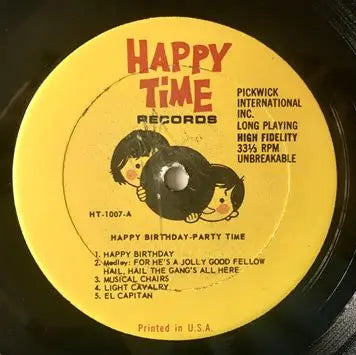 HAPPY
TIME
RECORDS
PICKWICK
INTERNATIONAL
INC.
LONG PLAYING
HIGH FIDELITY
33⅓ RPM
UNBREAKABLE
HT-1007-A
HAPPY BIRTHDAY-PARTY TIME
1. HAPPY BIRTHDAY
2. Medley: FOR HE'S A JOLLY GOOD FELLOW
HAIL, HAIL THE GANG'S ALL HERE
3. MUSICAL CHAIRS
4. LIGHT CAVALRY
5. EL CAPITAN
Printed in U.S.A.